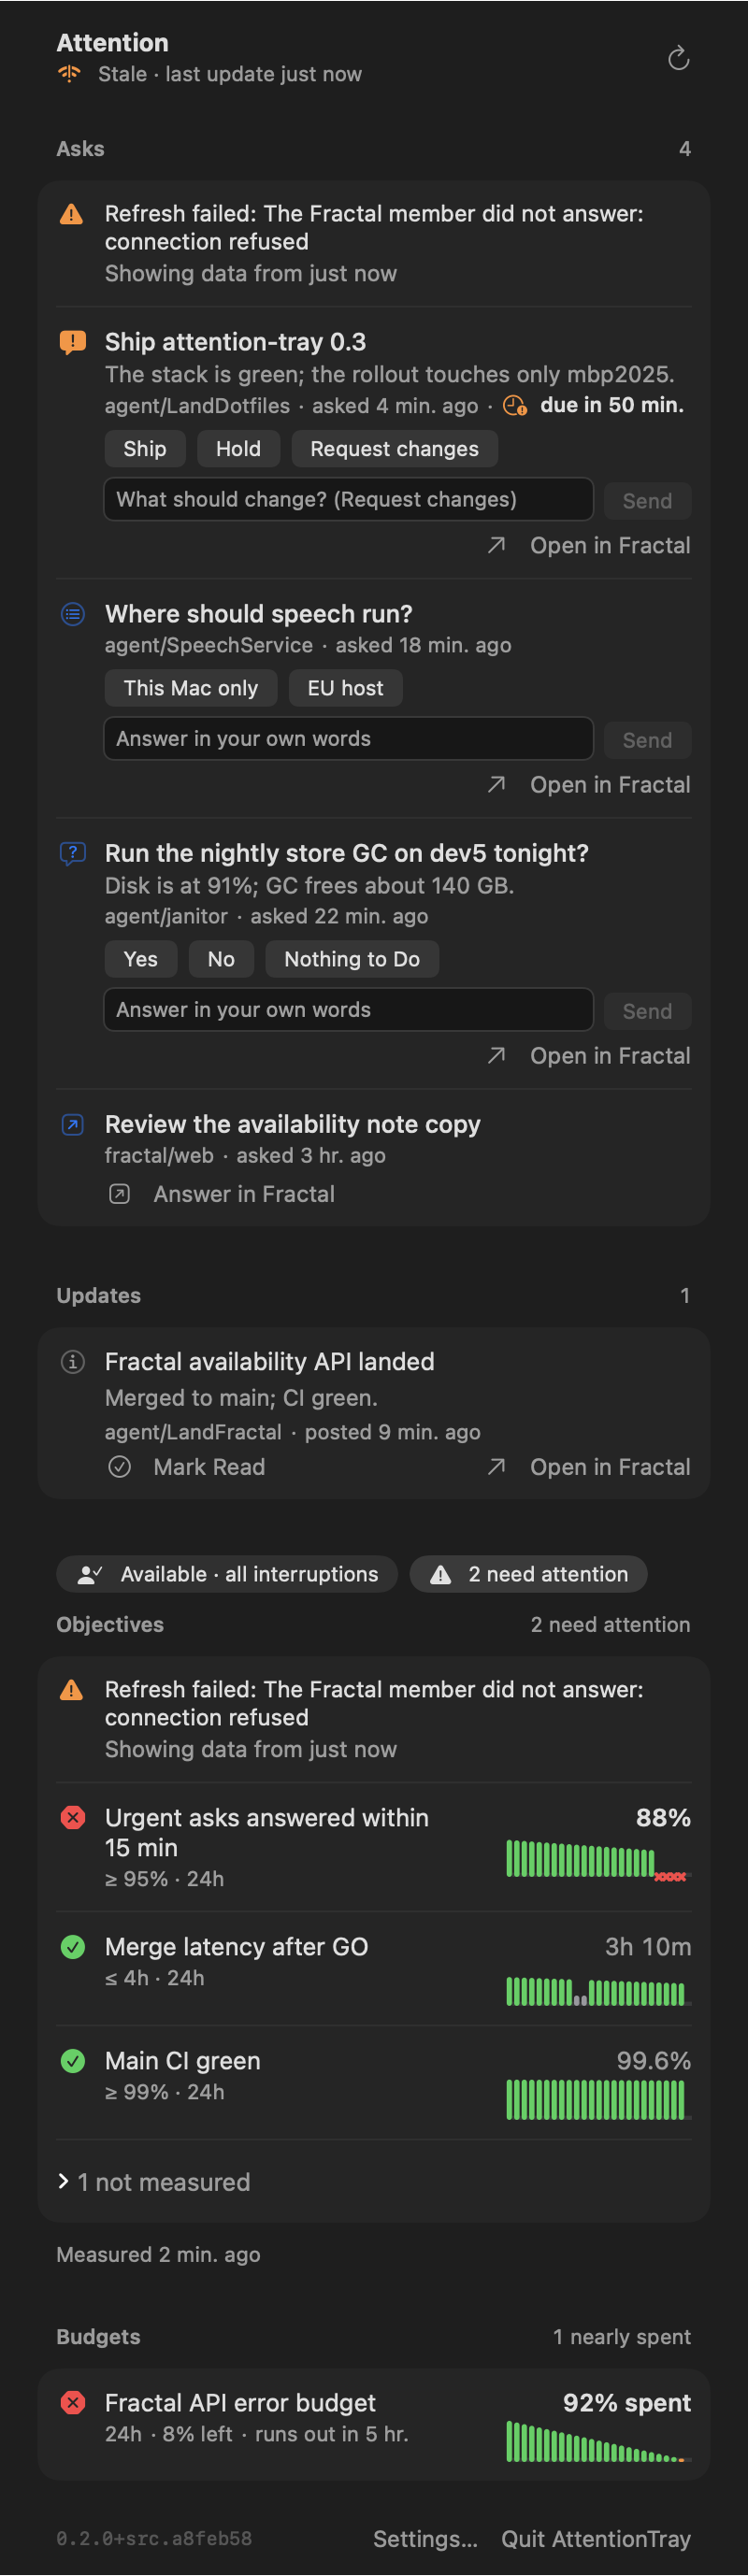 Attention
Stale · last update just now
Asks 4
Refresh failed: The Fractal member did not answer:
connection refused
Showing data from just now
Ship attention-tray 0.3
The stack is green; the rollout touches only mbp2025.
agent/LandDotfiles · asked 4 min. ago · due in 50 min.
Ship Hold Request changes
What should change? (Request changes) Send
Open in Fractal
Where should speech run?
agent/SpeechService · asked 18 min. ago
This Mac only EU host
Answer in your own words Send
Open in Fractal
Run the nightly store GC on dev5 tonight?
Disk is at 91%; GC frees about 140 GB.
agent/janitor · asked 22 min. ago
Yes No Nothing to Do
Answer in your own words Send
Open in Fractal
Review the availability note copy
fractal/web · asked 3 hr. ago
Answer in Fractal
Updates 1
Fractal availability API landed
Merged to main; CI green.
agent/LandFractal · posted 9 min. ago
Mark Read Open in Fractal
Available · all interruptions 2 need attention
Objectives 2 need attention
Refresh failed: The Fractal member did not answer:
connection refused
Showing data from just now
Urgent asks answered within 88%
15 min
≥ 95% · 24h
Merge latency after GO 3h 10m
≤ 4h · 24h
Main CI green 99.6%
≥ 99% · 24h
1 not measured
Measured 2 min. ago
Budgets 1 nearly spent
Fractal API error budget 92% spent
24h · 8% left · runs out in 5 hr.
0.2.0+src.a8feb58 Settings... Quit AttentionTray